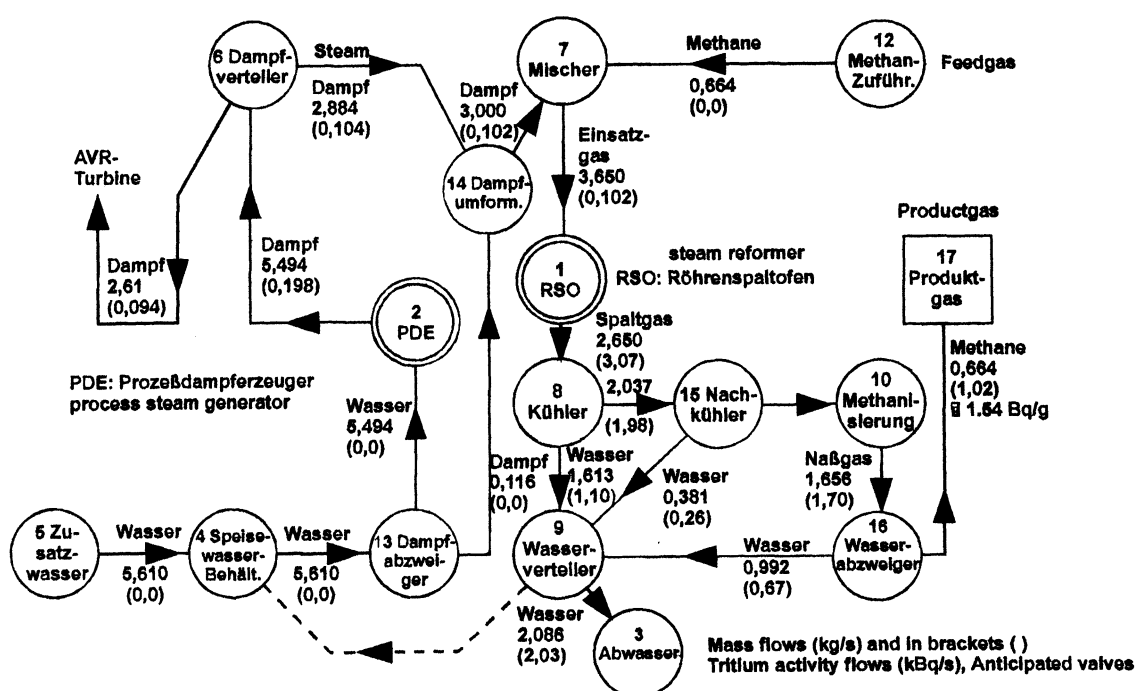 6 Dampf-
verteiler
Steam
Dampf
2,884
(0,104)
7
Mischer
Methane
0,664
(0,0)
12
Methan-
Zuführ.
Feedgas
Dampf
3,000
(0,102)
Einsatz-
gas
3,650
(0,102)
AVR-
Turbine
14 Dampf-
umform.
Productgas
Dampf
2,61
(0,094)
Dampf
5,494
(0,198)
2
PDE
1
RSO
steam reformer
RSO: Röhrenspaltofen
17
Produkt-
gas
Spaltgas
2,650
(3,07)
Methane
0,664
(1,02)
1.54 Bq/g
PDE: Prozeßdampferzeuger
process steam generator
Wasser
5,494
(0,0)
8
Kühler
2,037
(1,98)
15 Nach-
kühler
10
Methani-
sierung
Dampf
0,116
(0,0)
Wasser
1,613
(1,10)
Wasser
0,381
(0,26)
Naßgas
1,656
(1,70)
5 Zu-
satz-
wasser
Wasser
5,610
(0,0)
4 Speise-
wasser-
Behält.
Wasser
5,610
(0,0)
13 Dampf-
abzwei-
ger
9
Wasser-
verteiler
Wasser
0,992
(0,67)
16
Wasser-
abzweiger
Wasser
2,086
(2,03)
3
Abwasser
Mass flows (kg/s) and in brackets ( )
Tritium activity flows (kBq/s), Anticipated valves